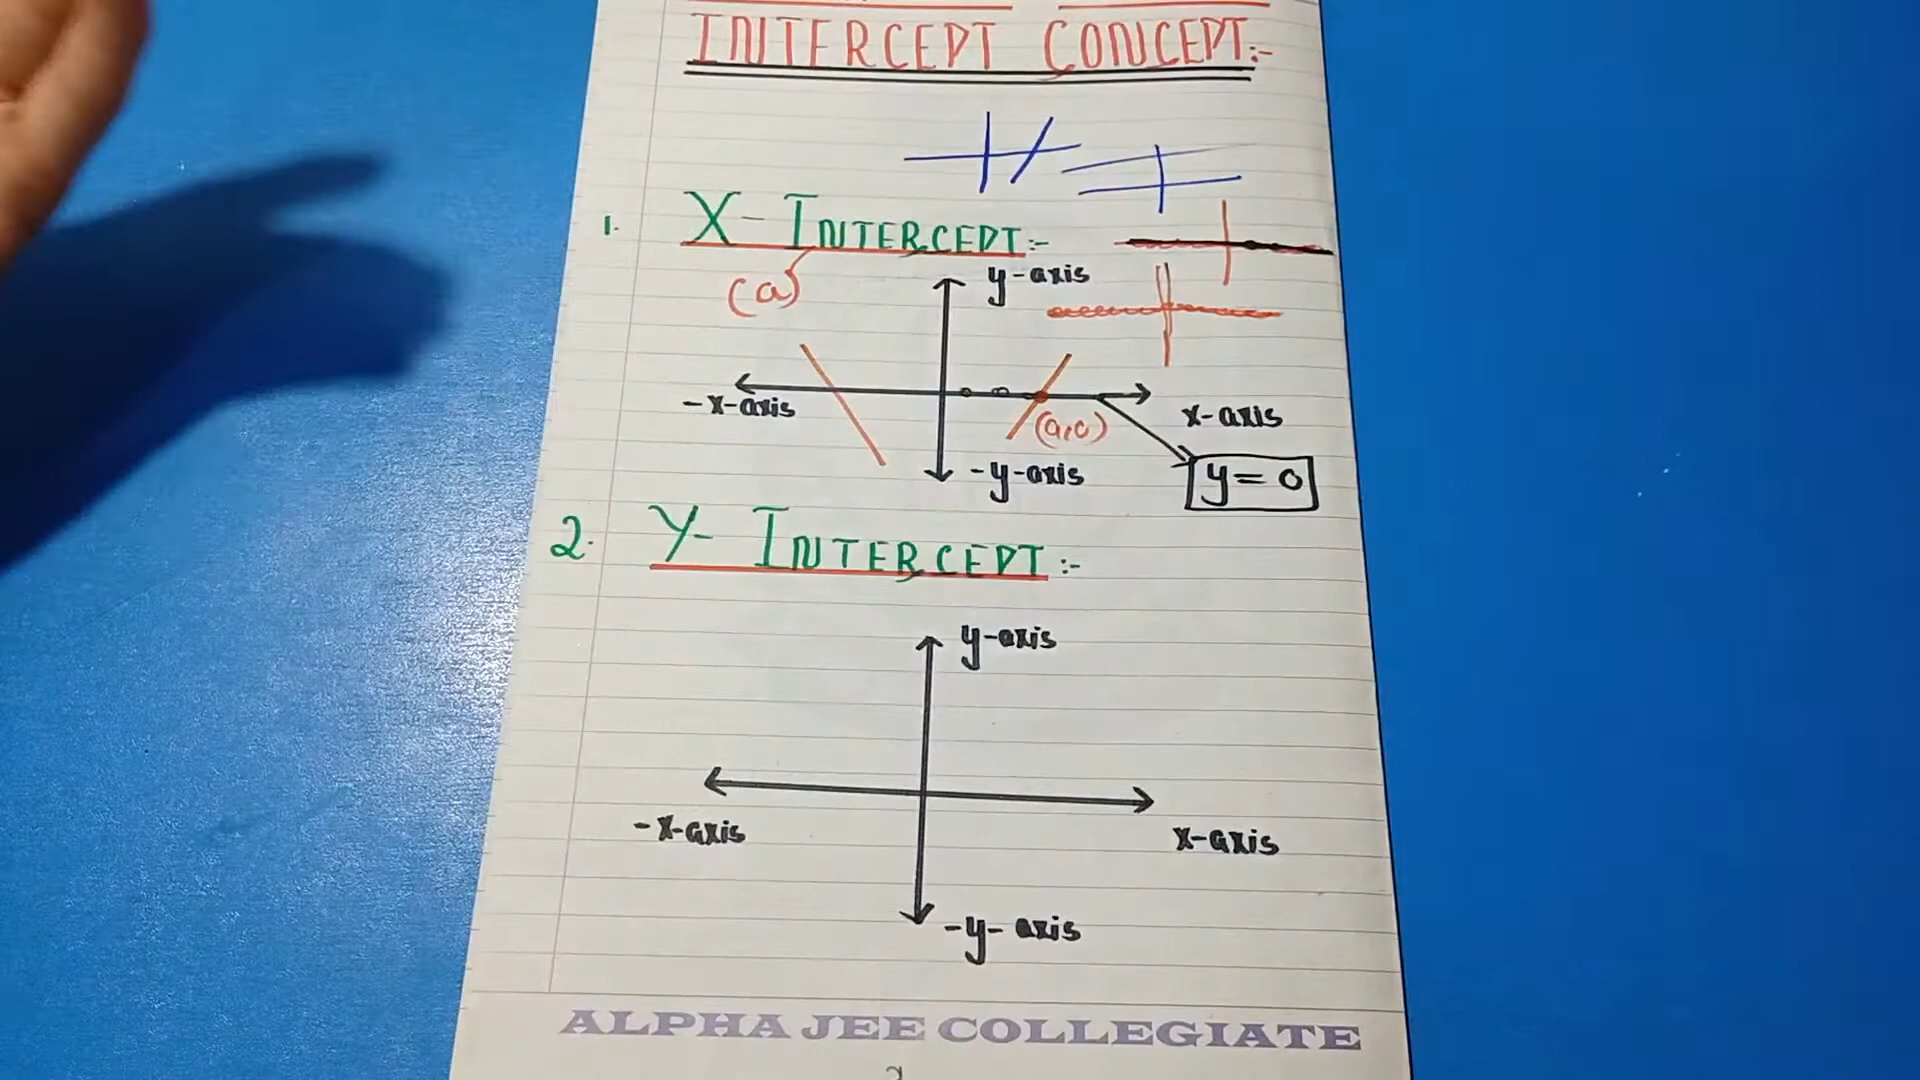 INTERCEPT CONCEPT:-
1. X-INTERCEPT:-
(a)
y-axis
-x-axis
x-axis
(a,0)
-y-axis
y=0
2. Y-INTERCEPT:-
y-axis
-x-axis
x-axis
-y-axis
ALPHA JEE COLLEGIATE